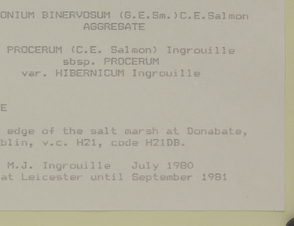 ONIUM BINERVOSUM (G.E.Sm.)C.E.Salmon
AGGREGATE
PROCERUM (C.E. Salmon) Ingrouille
sbsp. PROCERUM
var. HIBERNICUM Ingrouille
E
edge of the salt marsh at Donabate,
blin, v.c. H21, code H21DB.
M.J. Ingrouille July 1980
at Leicester until September 1981